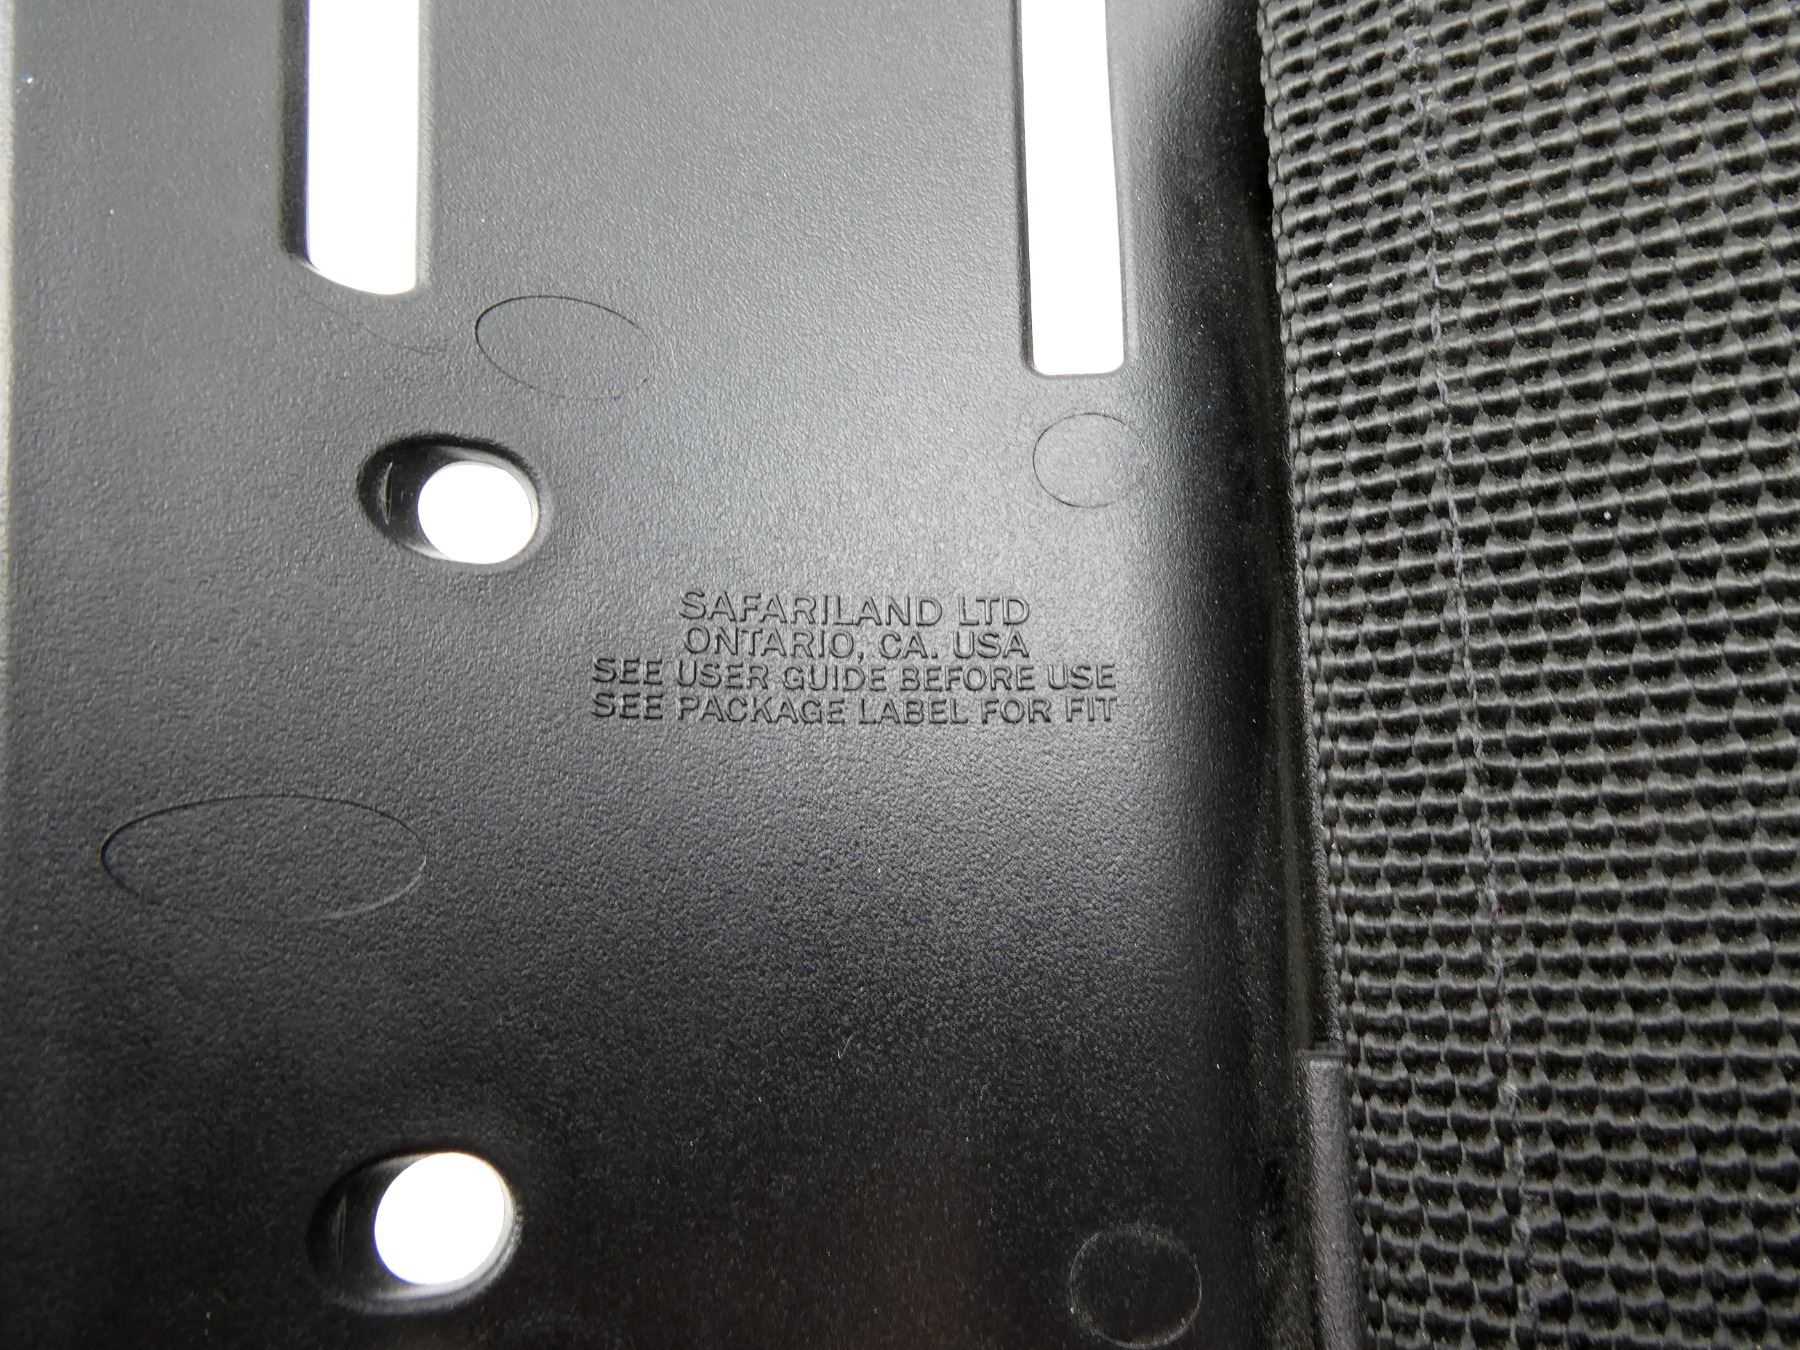 SAFARILAND LTD
ONTARIO, CA. USA
SEE USER GUIDE BEFORE USE
SEE PACKAGE LABEL FOR FIT